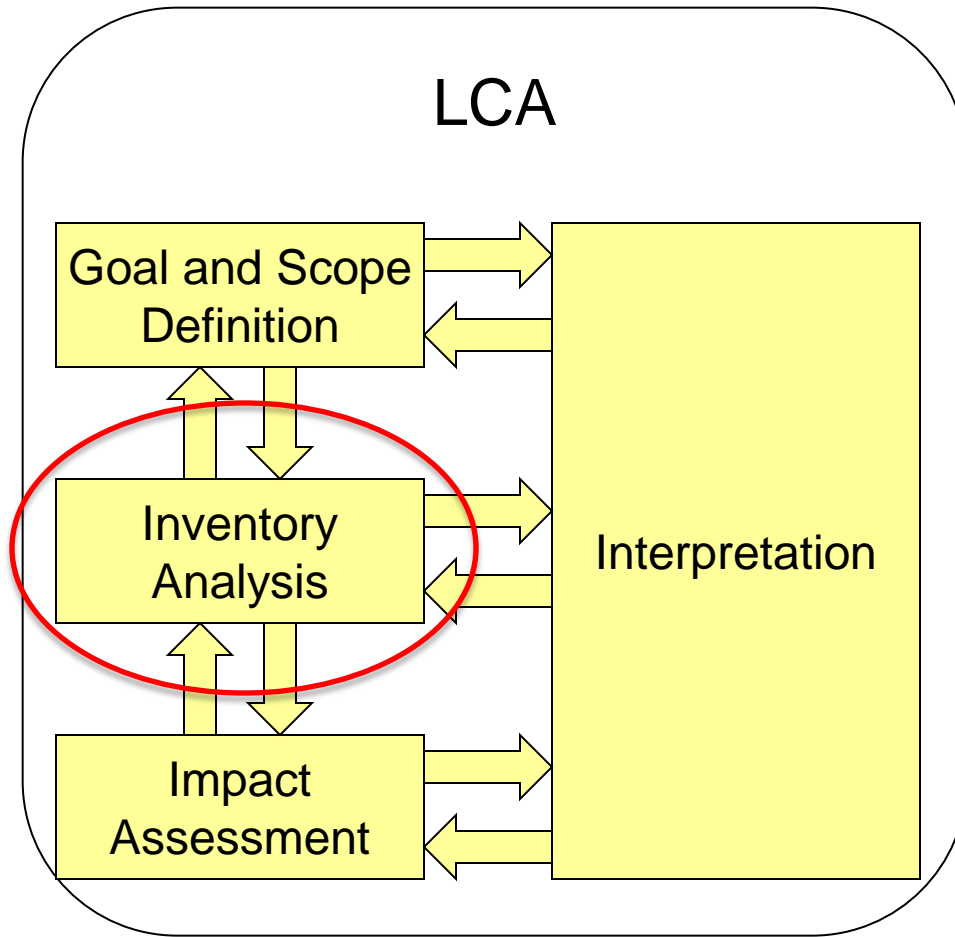 LCA
Goal and Scope
Definition
Inventory
Analysis
Interpretation
Impact
Assessment